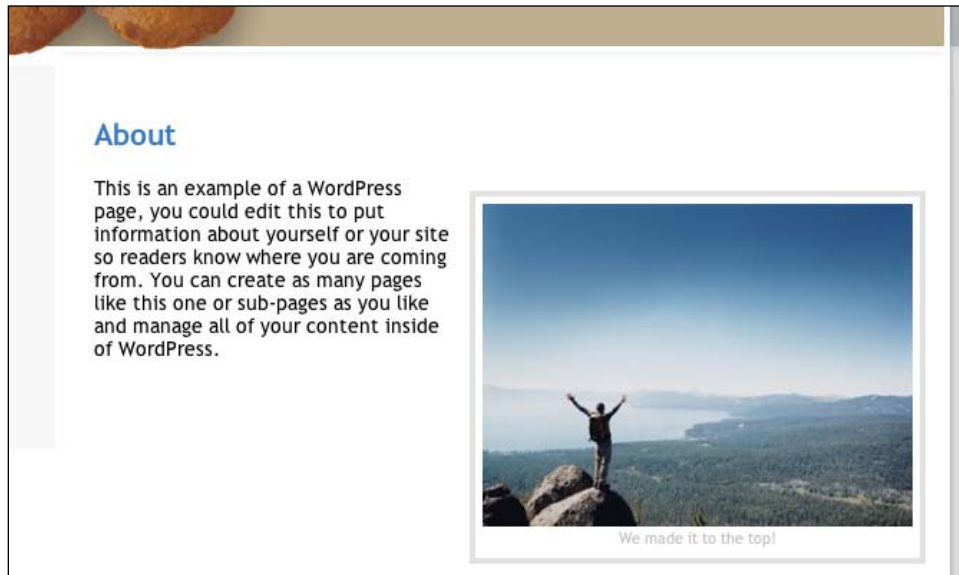 About
This is an example of a WordPress
page, you could edit this to put
information about yourself or your site
so readers know where you are coming
from. You can create as many pages
like this one or sub-pages as you like
and manage all of your content inside
of WordPress.
We made it to the top!